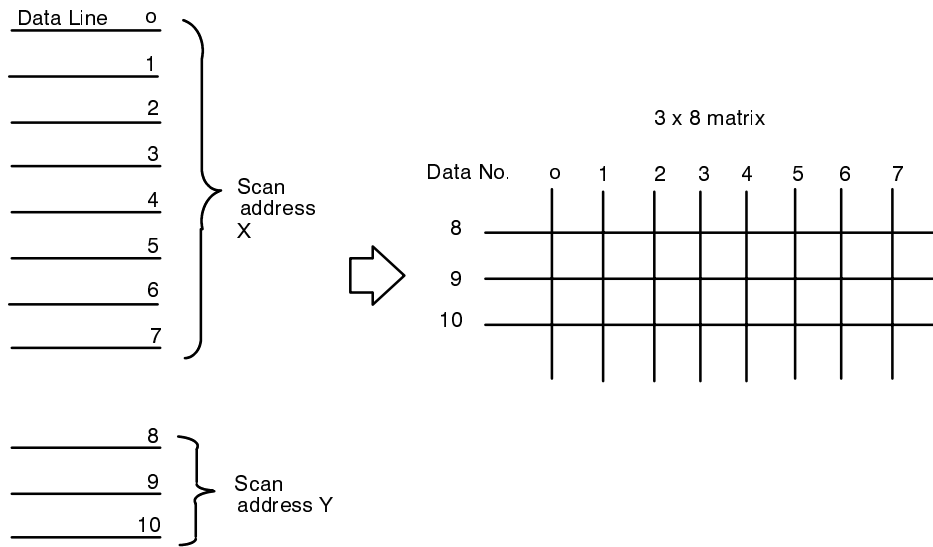 Data Line o
1
2
3
4
5
6
7
Scan
address
X
8
9
10
Scan
address Y
3 x 8 matrix
Data No. o 1 2 3 4 5 6 7
8
9
10